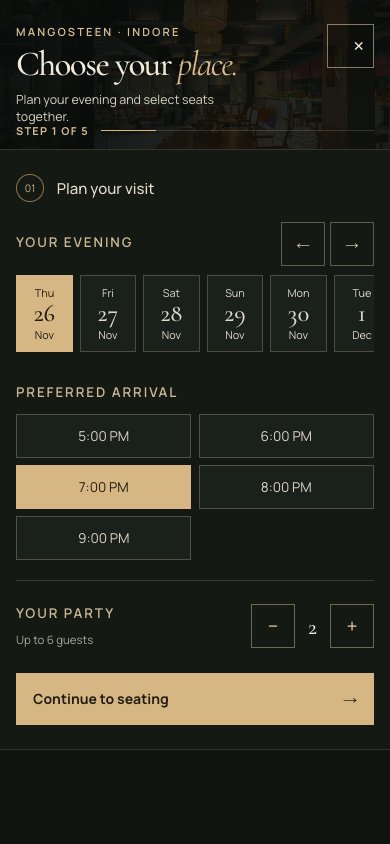 MANGOSTEEN · INDORE
Choose your place.
×
Plan your evening and select seats
together.
STEP 1 OF 5
01 Plan your visit
YOUR EVENING
← →
Thu Fri Sat Sun Mon Tue
26 27 28 29 30 1
Nov Nov Nov Nov Nov Dec
PREFERRED ARRIVAL
5:00 PM 6:00 PM
7:00 PM 8:00 PM
9:00 PM
YOUR PARTY
Up to 6 guests
− 2 +
Continue to seating →